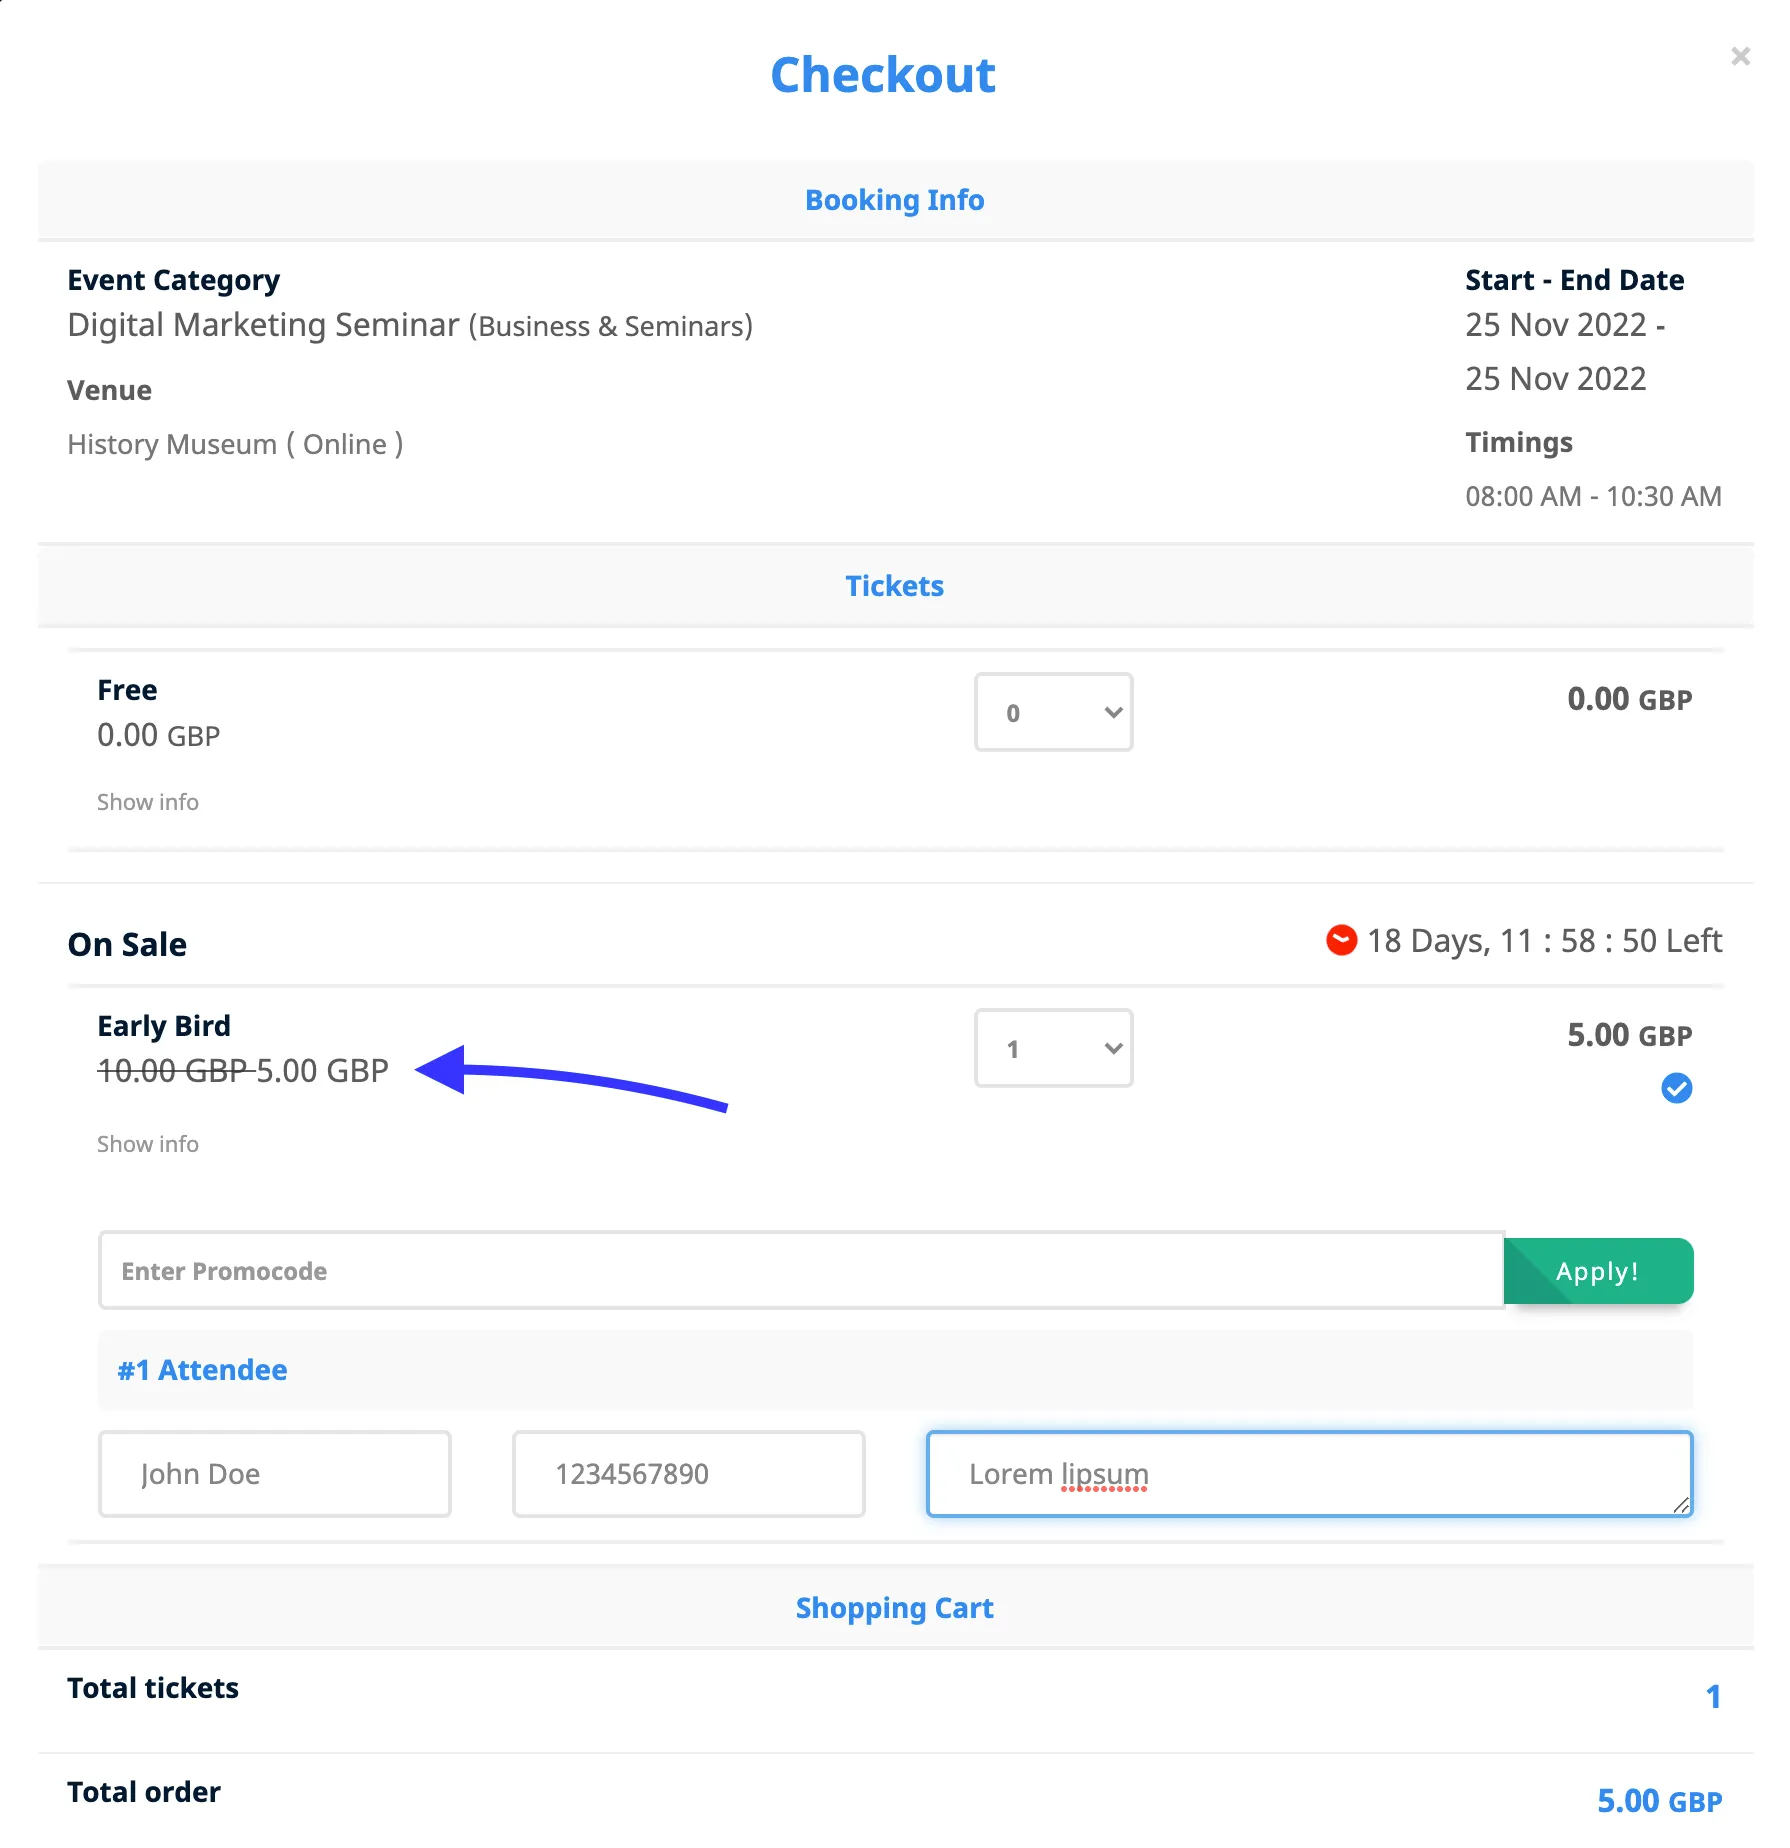 Checkout
×
Booking Info
Event Category
Digital Marketing Seminar (Business & Seminars)
Venue
History Museum ( Online )
Start - End Date
25 Nov 2022 -
25 Nov 2022
Timings
08:00 AM - 10:30 AM
Tickets
Free
0.00 GBP
Show info
0
0.00 GBP
On Sale
18 Days, 11 : 58 : 50 Left
Early Bird
10.00 GBP 5.00 GBP
Show info
1
5.00 GBP
Enter Promocode
Apply!
#1 Attendee
John Doe
1234567890
Lorem lipsum
Shopping Cart
Total tickets
1
Total order
5.00 GBP